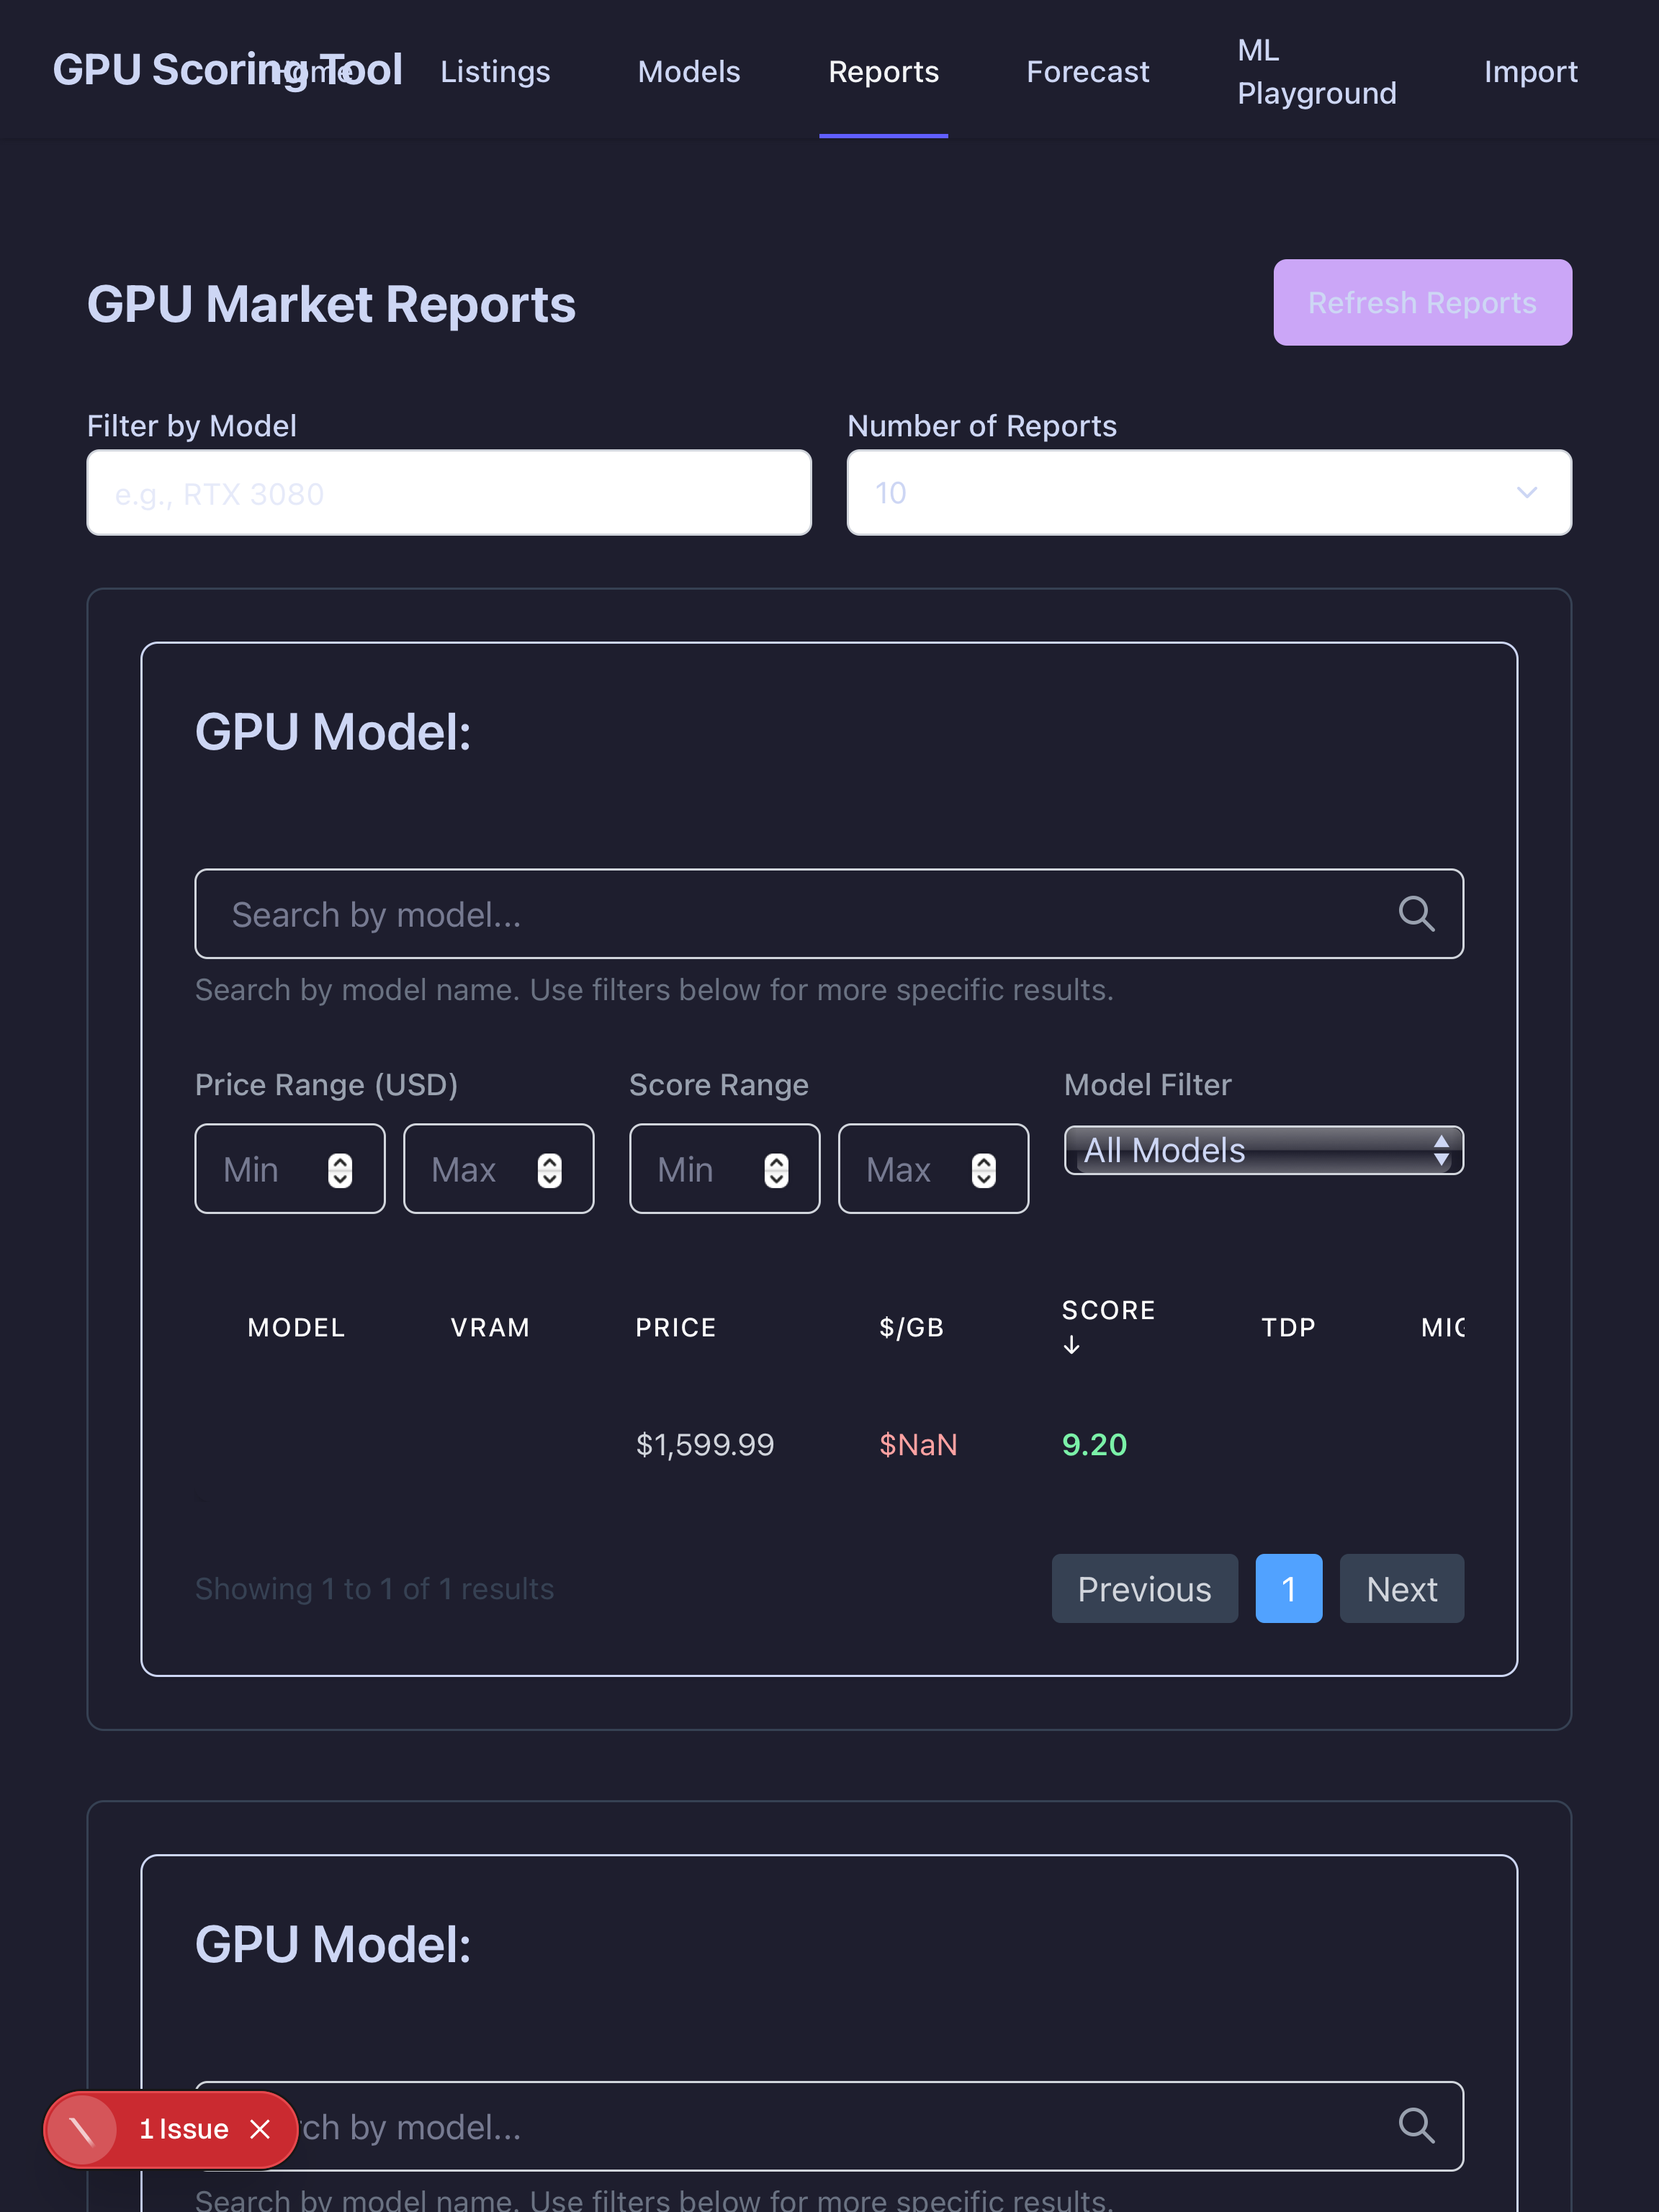 GPU Scoring Tool
Home
Listings
Models
Reports
Forecast
ML
Playground
Import
GPU Market Reports
Refresh Reports
Filter by Model
Number of Reports
e.g., RTX 3080
10
GPU Model:
Search by model...
Search by model name. Use filters below for more specific results.
Price Range (USD)
Score Range
Model Filter
Min
Max
Min
Max
All Models
MODEL
VRAM
PRICE
$/GB
SCORE
↓
TDP
MIG
$1,599.99
$NaN
9.20
Showing 1 to 1 of 1 results
Previous
1
Next
GPU Model:
rch by model...
1 Issue
Search by model name. Use filters below for more specific results.